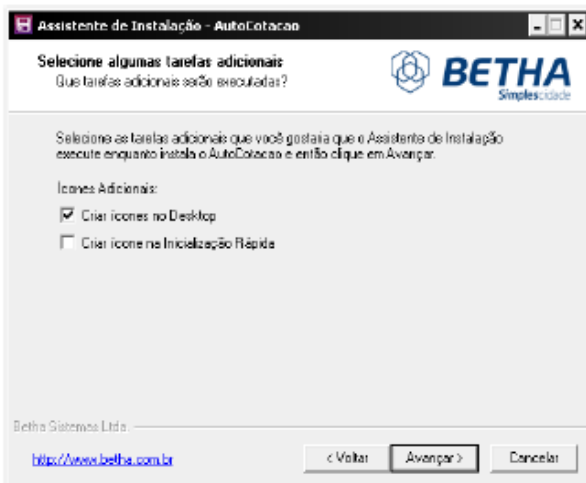 Assistente de Instalação - AutoCotacao
Selecione algumas tarefas adicionais
Que tarefas adicionais serão executadas?
BETHA
Simplescidade
Selecione as tarefas adicionais que você gostaria que o Assistente de Instalação
execute enquanto instala o AutoCotacao e então clique em Avançar.
Ícones Adicionais:
Criar ícones no Desktop
Criar ícone na Inicialização Rápida
Betha Sistemas Ltda.
http://www.betha.com.br
< Voltar
Avançar >
Cancelar